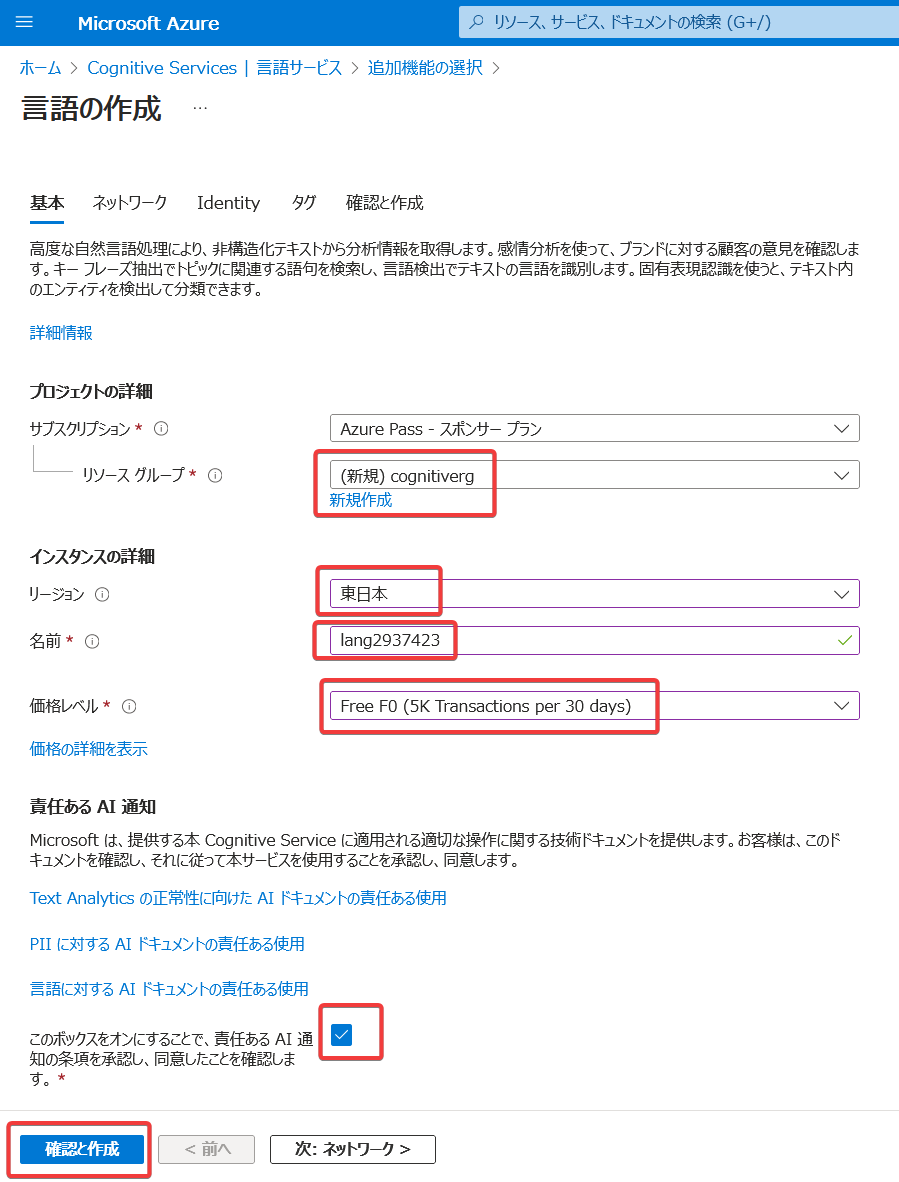 Microsoft Azure
リソース、サービス、ドキュメントの検索 (G+/)
ホーム > Cognitive Services | 言語サービス > 追加機能の選択 >
言語の作成 ...
基本 ネットワーク Identity タグ 確認と作成
高度な自然言語処理により、非構造化テキストから分析情報を取得します。感情分析を使って、ブランドに対する顧客の意見を確認しま
す。キー フレーズ抽出でトピックに関連する語句を検索し、言語検出でテキストの言語を識別します。固有表現認識を使うと、テキスト内
のエンティティを検出して分類できます。
詳細情報
プロジェクトの詳細
サブスクリプション *
Azure Pass - スポンサー プラン
リソース グループ *
(新規) cognitiverg
新規作成
インスタンスの詳細
リージョン
東日本
名前 *
lang2937423
価格レベル *
Free F0 (5K Transactions per 30 days)
価格の詳細を表示
責任ある AI 通知
Microsoft は、提供する本 Cognitive Service に適用される適切な操作に関する技術ドキュメントを提供します。お客様は、このド
キュメントを確認し、それに従って本サービスを使用することを承認し、同意します。
Text Analytics の正常性に向けた AI ドキュメントの責任ある使用
PII に対する AI ドキュメントの責任ある使用
言語に対する AI ドキュメントの責任ある使用
このボックスをオンにすることで、責任ある AI 通
知の条項を承認し、同意したことを確認しま
す。 *
確認と作成
< 前へ
次: ネットワーク >